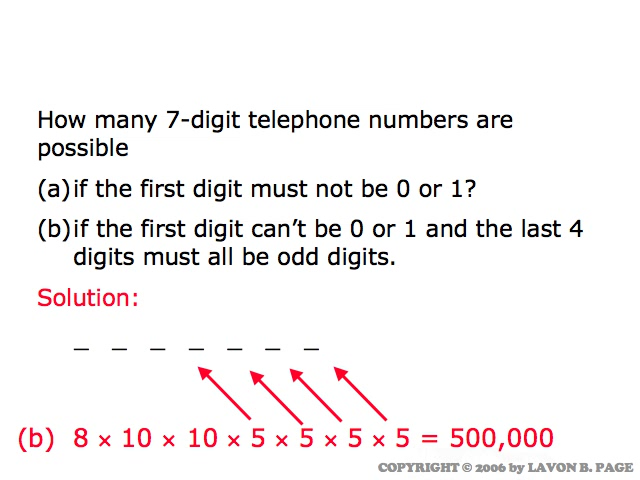 How many 7-digit telephone numbers are
possible
(a) if the first digit must not be 0 or 1?
(b) if the first digit can’t be 0 or 1 and the last 4
digits must all be odd digits.
Solution:
_ _ _ _ _ _ _
(b) 8 × 10 × 10 × 5 × 5 × 5 × 5 = 500,000
COPYRIGHT © 2006 by LAVON B. PAGE